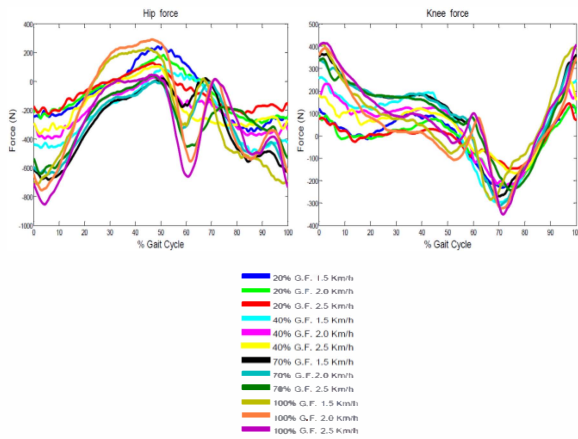 Hip force
Knee force
400
200
0
-200
-400
-600
-800
-1000
Force (N)
0 10 20 30 40 50 60 70 80 90 100
% Gait Cycle
500
400
300
200
100
0
-100
-200
-300
-400
Force (N)
0 10 20 30 40 50 60 70 80 90 100
% Gait Cycle
20% G.F. 1.5 Km/h
20% G.F. 2.0 Km/h
20% G.F. 2.5 Km/h
40% G.F. 1.5 Km/h
40% G.F. 2.0 Km/h
40% G.F. 2.5 Km/h
70% G.F. 1.5 Km/h
70% G.F. 2.0 Km/h
70% G.F. 2.5 Km/h
100% G.F. 1.5 Km/h
100% G.F. 2.0 Km/h
100% G.F. 2.5 Km/h